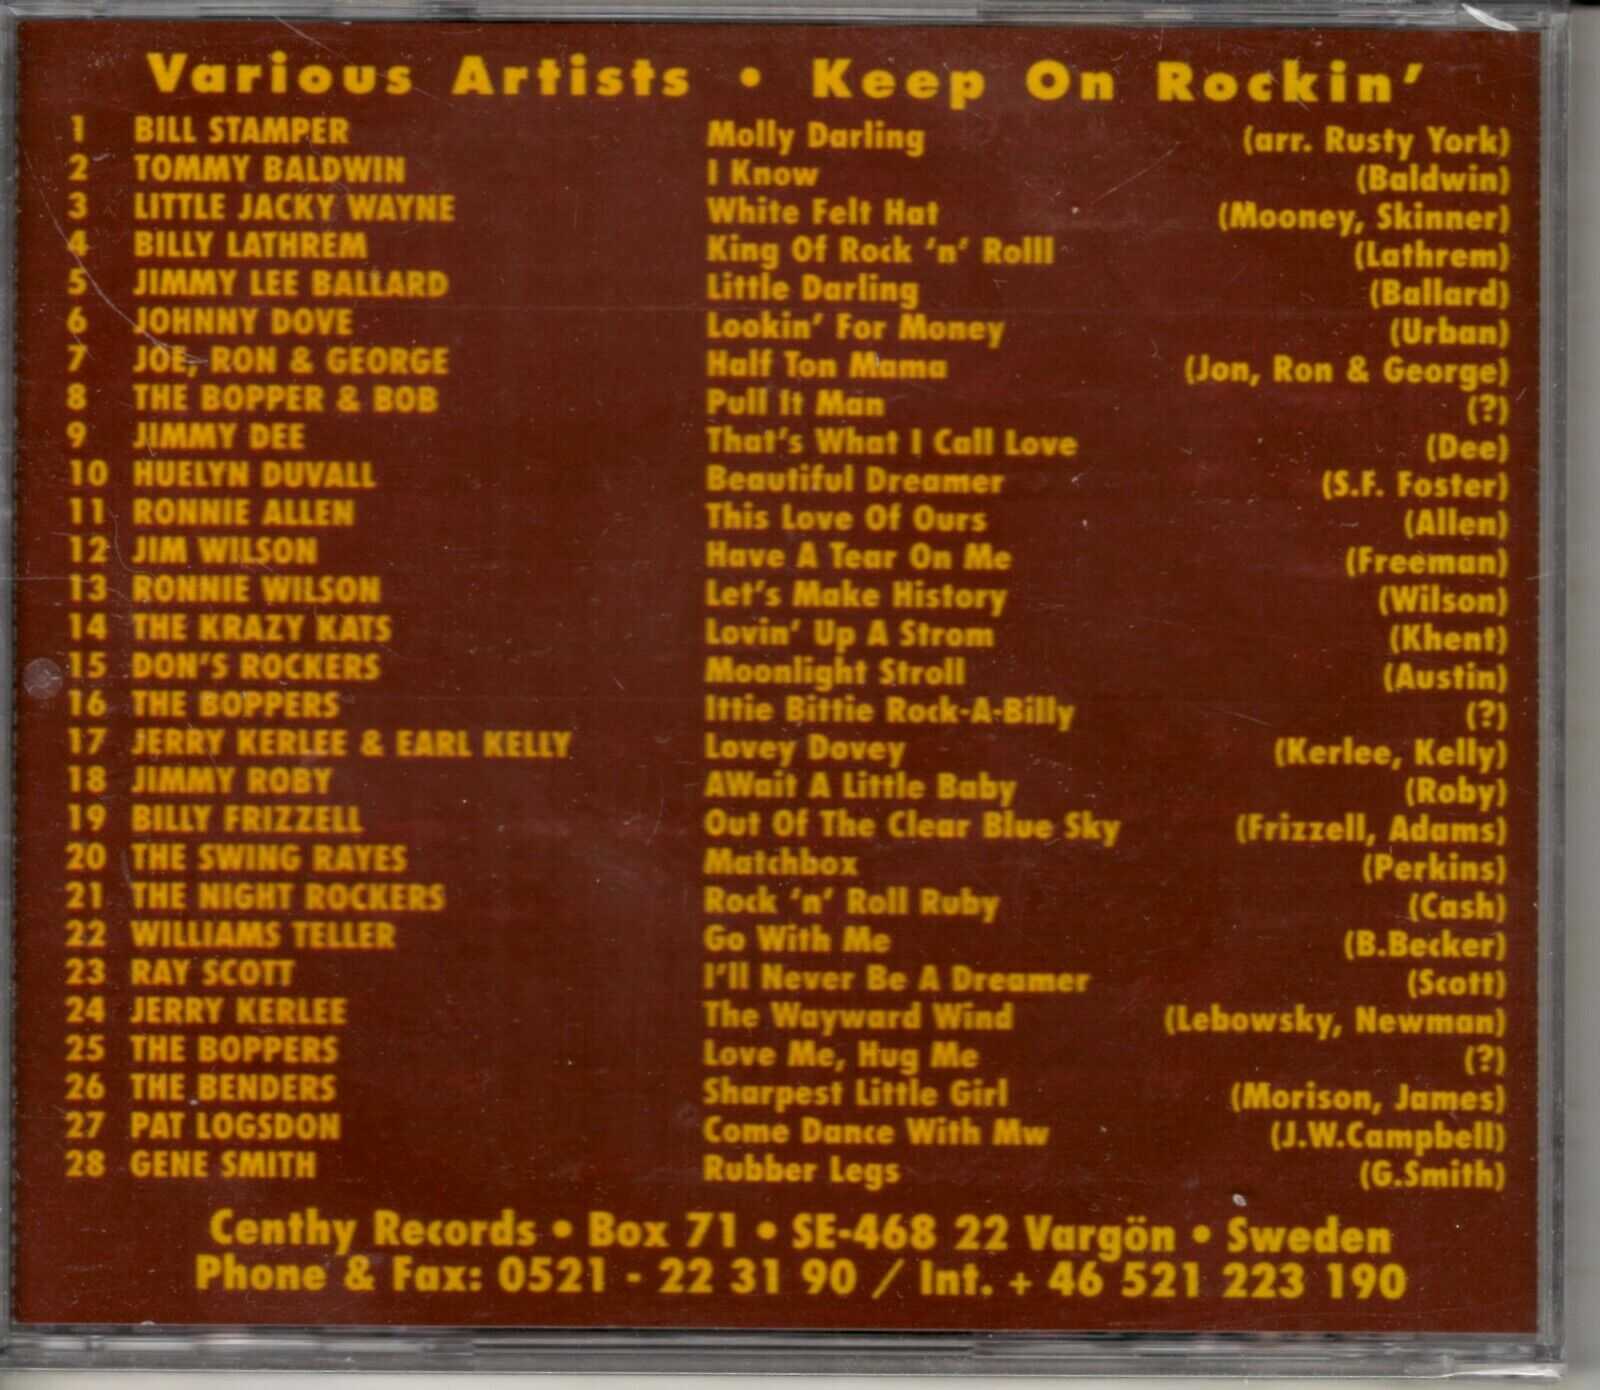 Various Artists • Keep On Rockin'
1 BILL STAMPER Molly Darling (arr. Rusty York)
2 TOMMY BALDWIN I Know (Baldwin)
3 LITTLE JACKY WAYNE White Felt Hat (Mooney, Skinner)
4 BILLY LATHREM King Of Rock 'n' Rolll (Lathrem)
5 JIMMY LEE BALLARD Little Darling (Ballard)
6 JOHNNY DOVE Lookin' For Money (Urban)
7 JOE, RON & GEORGE Half Ton Mama (Jon, Ron & George)
8 THE BOPPER & BOB Pull It Man (?)
9 JIMMY DEE That's What I Call Love (Dee)
10 HUELYN DUVALL Beautiful Dreamer (S.F. Foster)
11 RONNIE ALLEN This Love Of Ours (Allen)
12 JIM WILSON Have A Tear On Me (Freeman)
13 RONNIE WILSON Let's Make History (Wilson)
14 THE KRAZY KATS Lovin' Up A Strom (Khent)
15 DON'S ROCKERS Moonlight Stroll (Austin)
16 THE BOPPERS Ittie Bittie Rock-A-Billy (?)
17 JERRY KERLEE & EARL KELLY Lovey Dovey (Kerlee, Kelly)
18 JIMMY ROBY AWait A Little Baby (Roby)
19 BILLY FRIZZELL Out Of The Clear Blue Sky (Frizzell, Adams)
20 THE SWING RAYES Matchbox (Perkins)
21 THE NIGHT ROCKERS Rock 'n' Roll Ruby (Cash)
22 WILLIAMS TELLER Go With Me (B.Becker)
23 RAY SCOTT I'll Never Be A Dreamer (Scott)
24 JERRY KERLEE The Wayward Wind (Lebowsky, Newman)
25 THE BOPPERS Love Me, Hug Me (?)
26 THE BENDERS Sharpest Little Girl (Morison, James)
27 PAT LOGSDON Come Dance With Mw (J.W.Campbell)
28 GENE SMITH Rubber Legs (G.Smith)
Centhy Records • Box 71 • SE-468 22 Vargön • Sweden
Phone & Fax: 0521 - 22 31 90 / Int. + 46 521 223 190